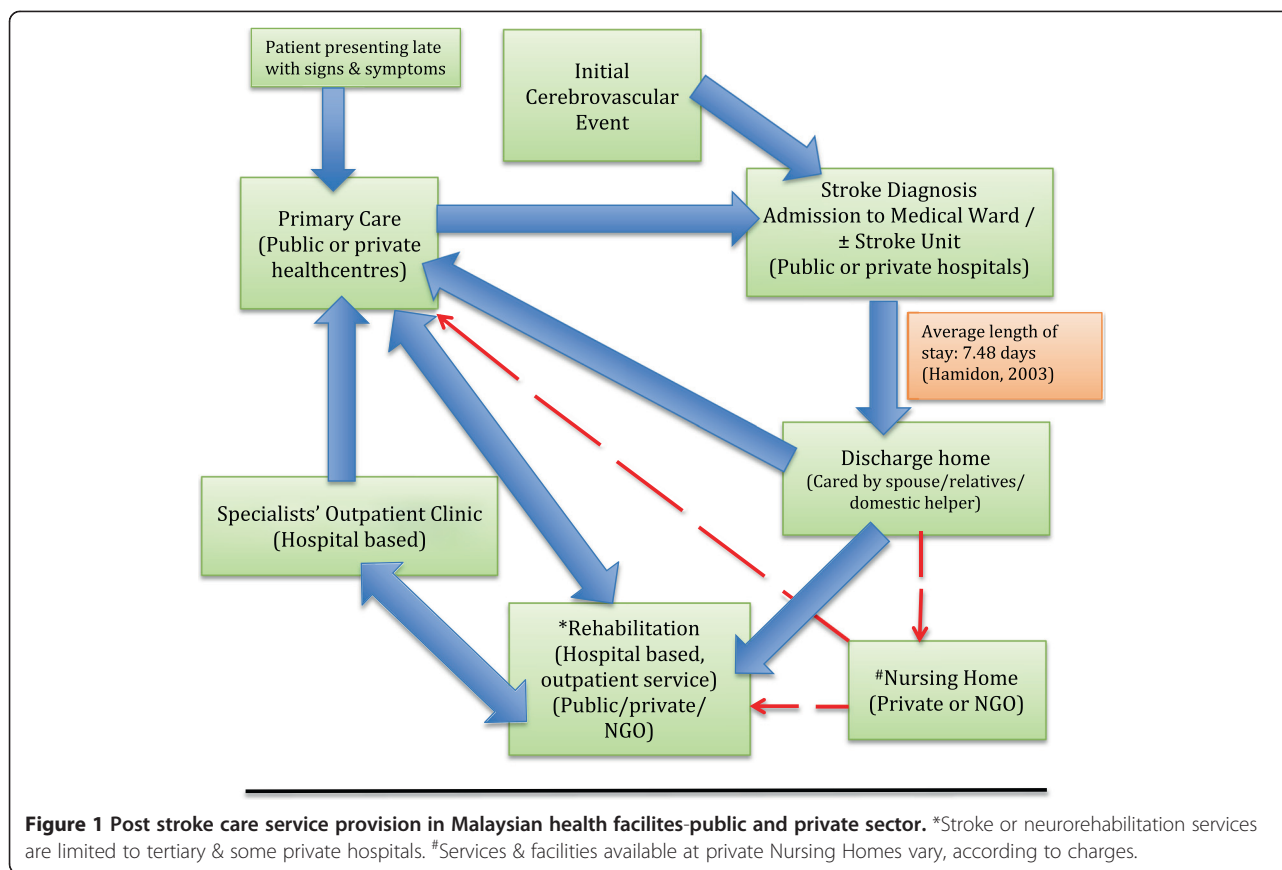 Patient presenting late
with signs & symptoms
Initial
Cerebrovascular
Event
Primary Care
(Public or private
healthcentres)
Stroke Diagnosis
Admission to Medical Ward /
± Stroke Unit
(Public or private hospitals)
Average length of
stay: 7.48 days
(Hamidon, 2003)
Discharge home
(Cared by spouse/relatives/
domestic helper)
Specialists’ Outpatient Clinic
(Hospital based)
*Rehabilitation
(Hospital based,
outpatient service)
(Public/private/
NGO)
#Nursing Home
(Private or NGO)
Figure 1 Post stroke care service provision in Malaysian health facilites-public and private sector. *Stroke or neurorehabilitation services
are limited to tertiary & some private hospitals. #Services & facilities available at private Nursing Homes vary, according to charges.